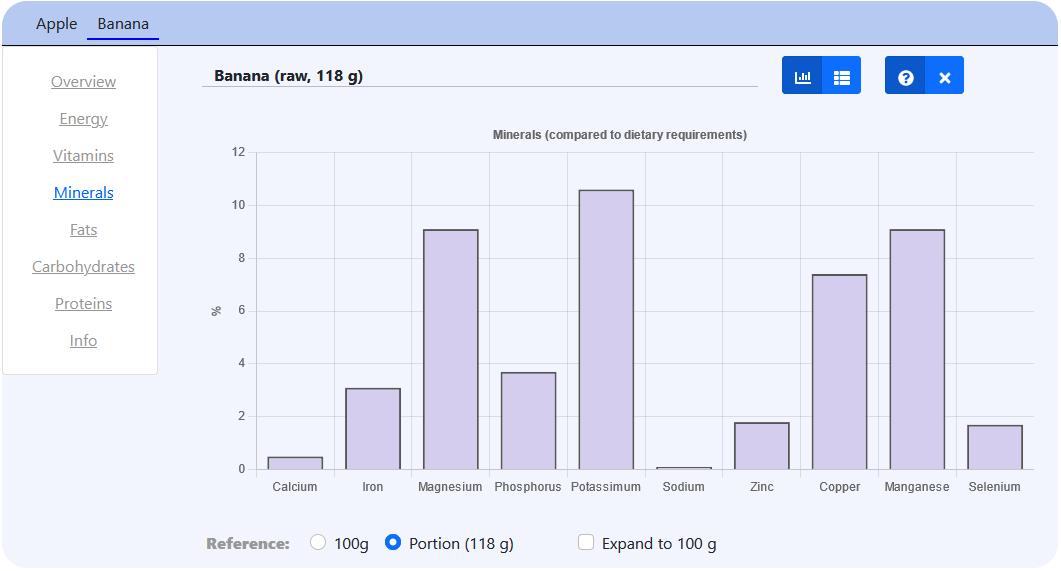 Apple Banana
Overview
Energy
Vitamins
Minerals
Fats
Carbohydrates
Proteins
Info
Banana (raw, 118 g)
Minerals (compared to dietary requirements)
%
12
10
8
6
4
2
0
Calcium Iron Magnesium Phosphorus Potassimum Sodium Zinc Copper Manganese Selenium
Reference: 100g Portion (118 g) Expand to 100 g